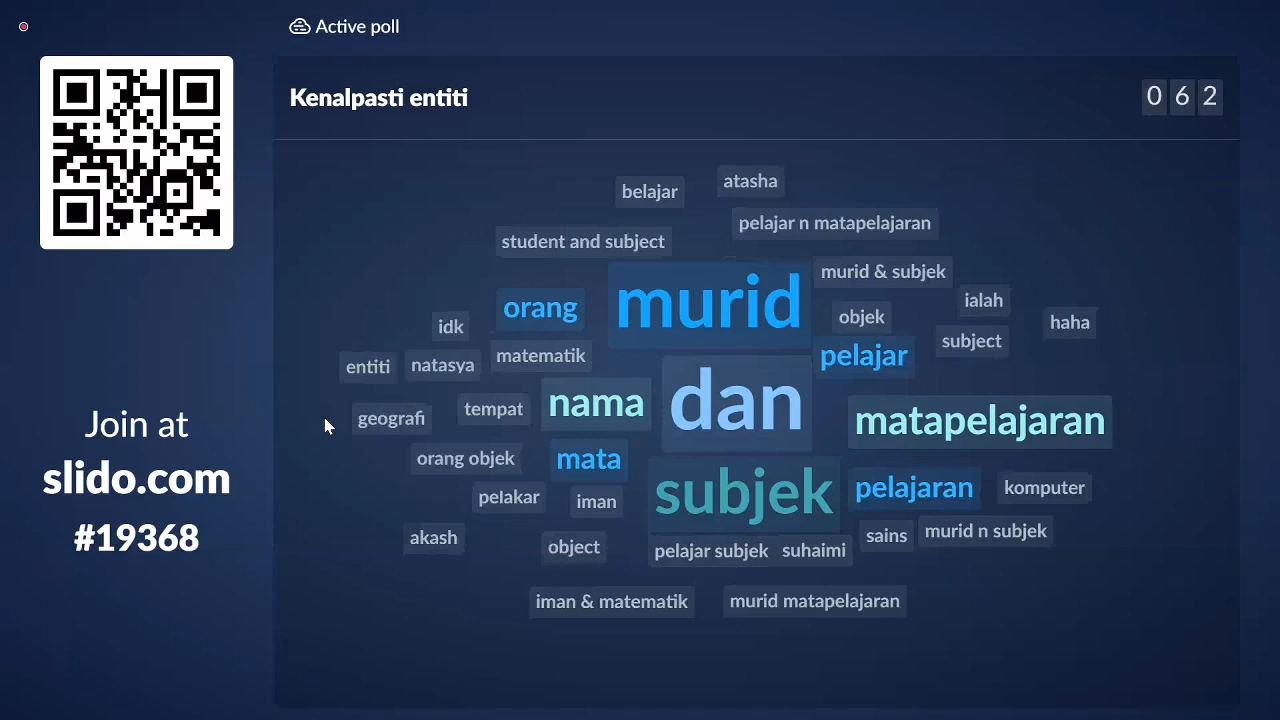 Active poll
Kenalpasti entiti
0 6 2
Join at
slido.com
#19368
belajar
atasha
pelajar n matapelajaran
student and subject
murid & subjek
murid
orang
ialah
objek
haha
idk
subject
matematik
pelajar
entiti
natasya
nama
dan
tempat
geografi
matapelajaran
orang objek
mata
subjek
pelajaran
komputer
pelakar
iman
akash
object
pelajar subjek
suhaimi
sains
murid n subjek
iman & matematik
murid matapelajaran